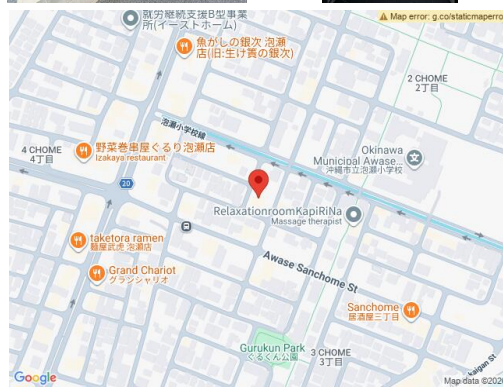 就労継続支援B型事業
所(イーストホーム)
Map error: g.co/staticmaperro
魚がしの銀次 泡瀬
店(旧:生け簀の銀次)
2 CHOME
2丁目
泡瀬小学校線
4 CHOME
4丁目
野菜巻串屋ぐるり泡瀬店
Izakaya restaurant
Okinawa
Municipal Awase...
沖縄市立泡瀬小学校
20
RelaxationroomKapiRiNa
Massage therapist
taketora ramen
麺屋武虎 泡瀬店
Awase Sanchome St
Grand Chariot
グランシャリオ
Sanchome
居酒屋三丁目
Gurukun Park
ぐるくん公園
3 CHOME
3丁目
kaigan St
Google
Map data ©2026